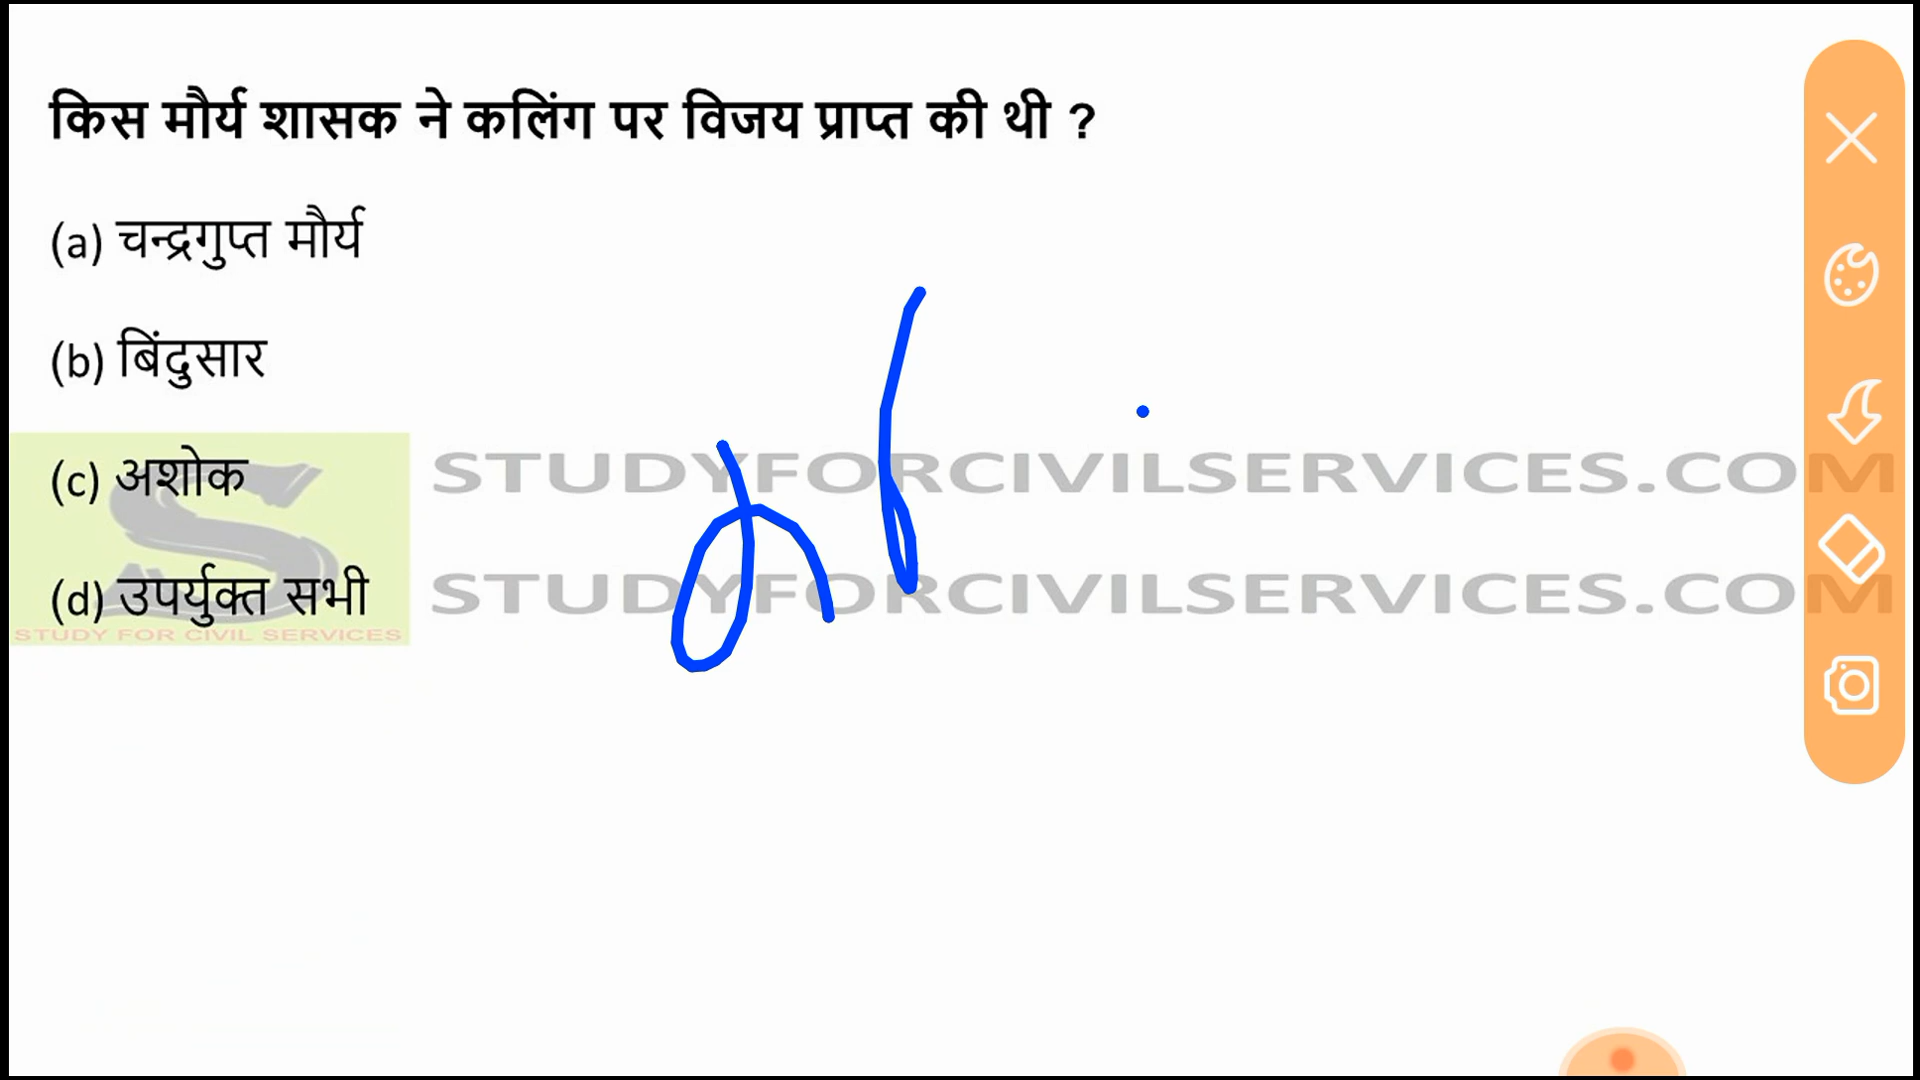 किस मौर्य शासक ने कलिंग पर विजय प्राप्त की थी ?
(a) चन्द्रगुप्त मौर्य
(b) बिंदुसार
(c) अशोक
STUDYFORCIVILSERVICES.COM
(d) उपर्युक्त सभी
STUDYFORCIVILSERVICES.COM
STUDY FOR CIVIL SERVICES